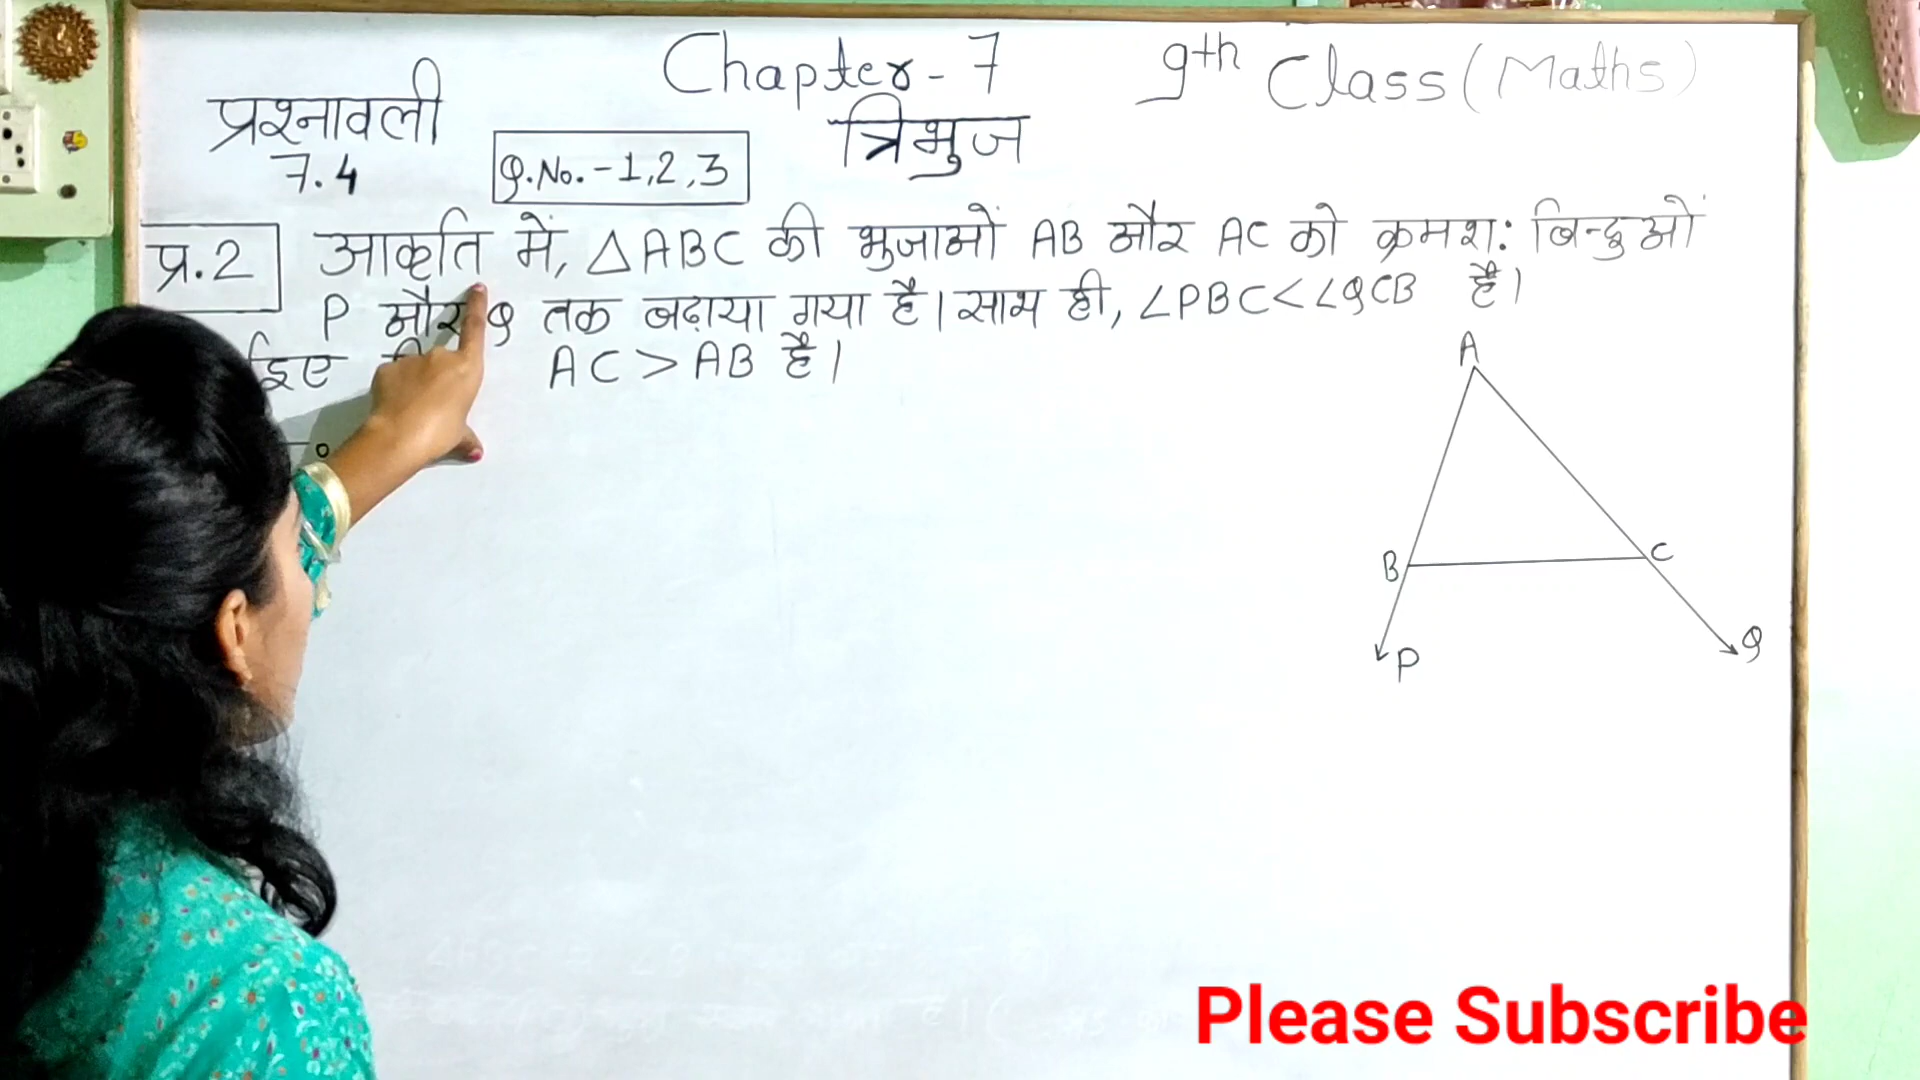 Chapter - 7 9th Class (Maths)
प्रश्नावली त्रिभुज
7.4 Q.No. - 1,2,3
प्र.2 आकृति में, △ABC की भुजाओं AB और AC को क्रमश: बिन्दुओं
P और Q तक बढ़ाया गया है। साथ ही, ∠PBC < ∠QCB है।
AC > AB है।
A
B C
P Q
Please Subscribe